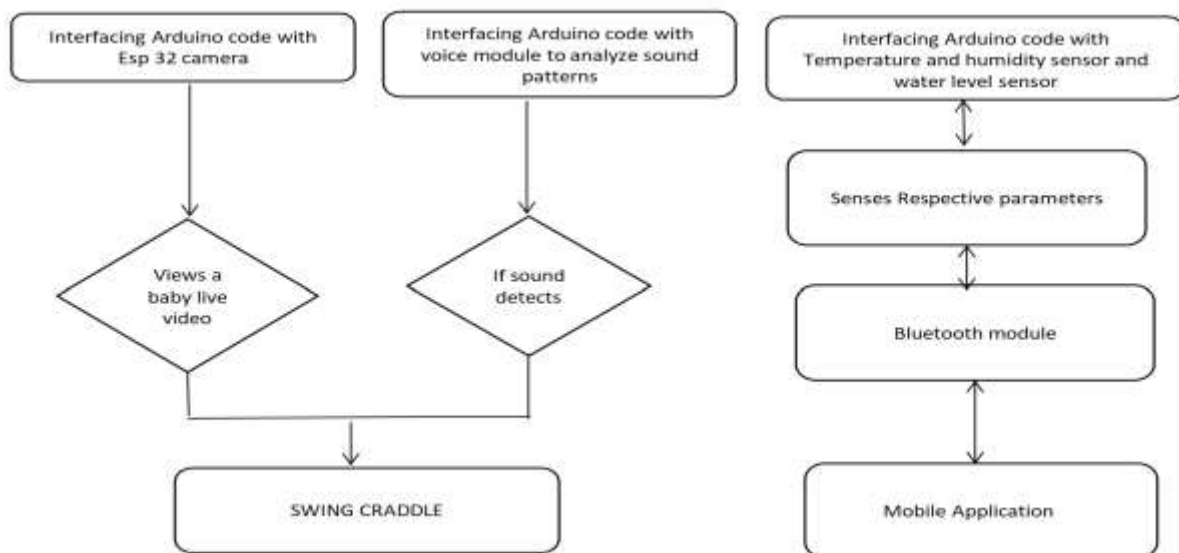 Interfacing Arduino code with
Esp 32 camera
Interfacing Arduino code with
voice module to analyze sound
patterns
Interfacing Arduino code with
Temperature and humidity sensor and
water level sensor
Senses Respective parameters
Views a
baby live
video
If sound
detects
Bluetooth module
SWING CRADDLE
Mobile Application